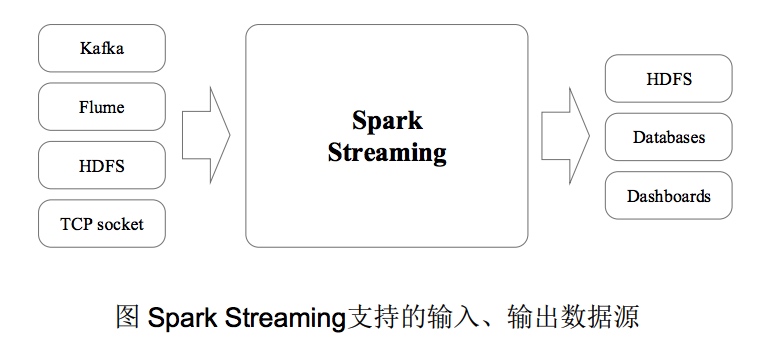 Kafka
Flume
HDFS
TCP socket
Spark
Streaming
HDFS
Databases
Dashboards
图 Spark Streaming支持的输入、输出数据源